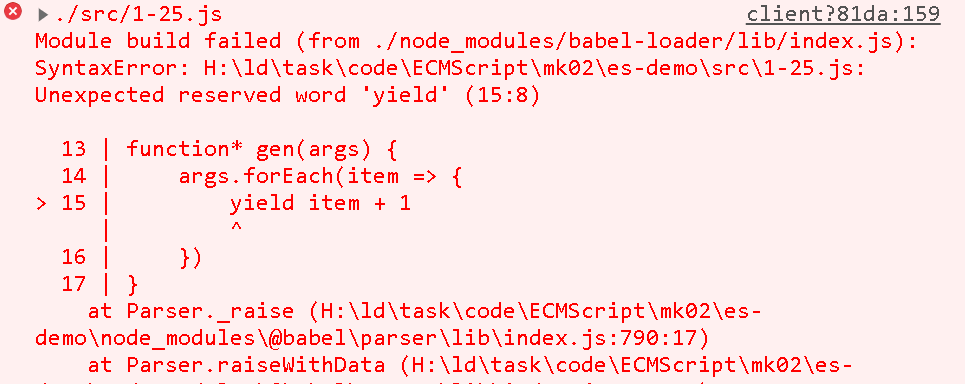 ./src/1-25.js client?81da:159
Module build failed (from ./node_modules/babel-loader/lib/index.js):
SyntaxError: H:\ld\task\code\ECMScript\mk02\es-demo\src\1-25.js:
Unexpected reserved word 'yield' (15:8)
13 | function* gen(args) {
14 |     args.forEach(item => {
> 15 |         yield item + 1
|         ^
16 |     })
17 | }
at Parser._raise (H:\ld\task\code\ECMScript\mk02\es-
demo\node_modules\@babel\parser\lib\index.js:790:17)
at Parser.raiseWithData (H:\ld\task\code\ECMScript\mk02\es-